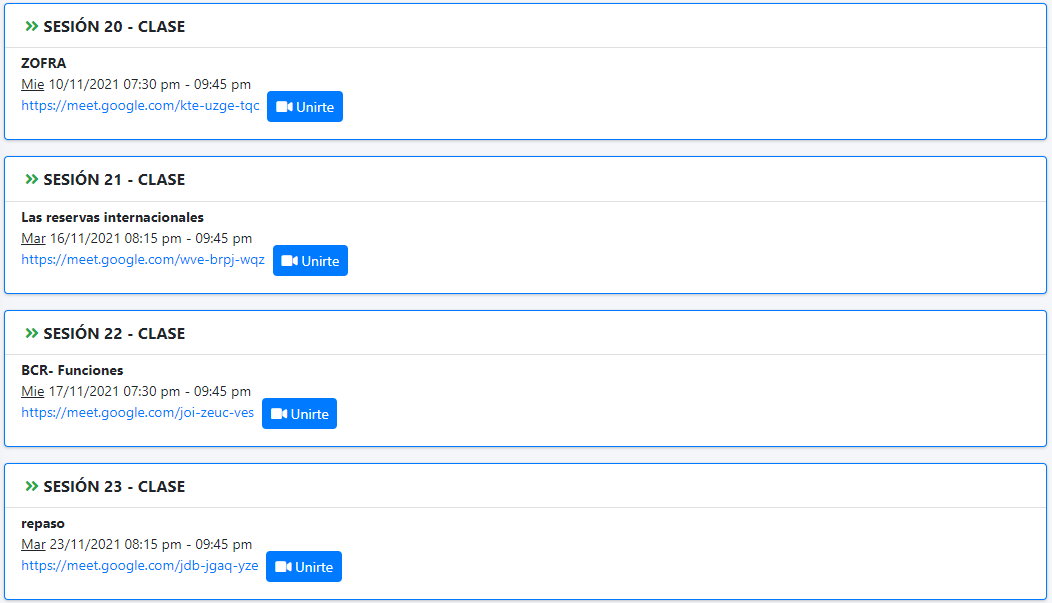 SESIÓN 20 - CLASE
ZOFRA
Mie 10/11/2021 07:30 pm - 09:45 pm
https://meet.google.com/kte-uzge-tqc Unirte
SESIÓN 21 - CLASE
Las reservas internacionales
Mar 16/11/2021 08:15 pm - 09:45 pm
https://meet.google.com/wve-brpj-wqz Unirte
SESIÓN 22 - CLASE
BCR- Funciones
Mie 17/11/2021 07:30 pm - 09:45 pm
https://meet.google.com/joi-zeuc-ves Unirte
SESIÓN 23 - CLASE
repaso
Mar 23/11/2021 08:15 pm - 09:45 pm
https://meet.google.com/jdb-jgaq-yze Unirte